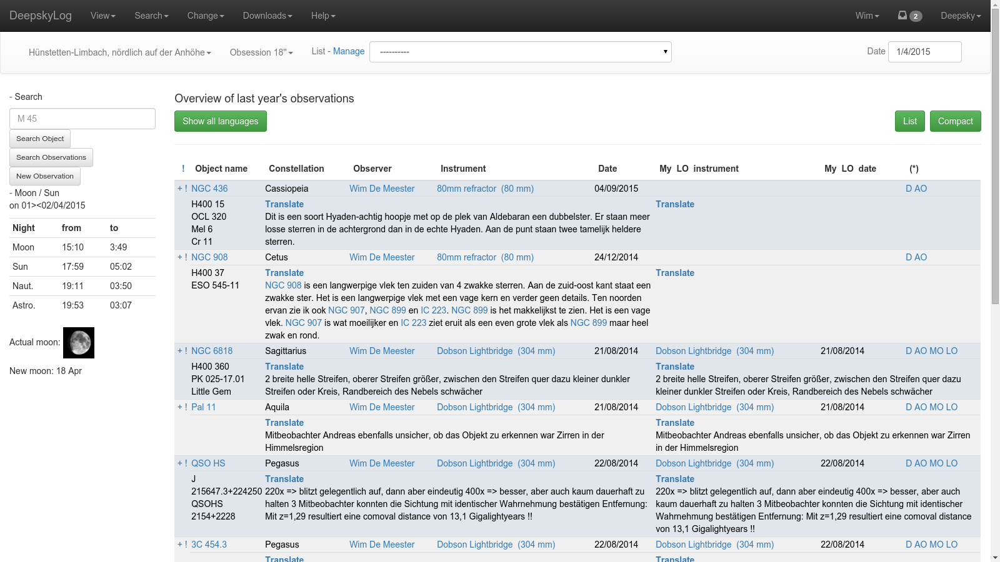 DeepskyLog View Search Change Downloads Help Wim 2 Deepsky
Hünstetten-Limbach, nördlich auf der Anhöhe Obsession 18" List - Manage ---------- Date 1/4/2015
- Search
M 45
Search Object
Search Observations
New Observation
- Moon / Sun
on 01><02/04/2015
Night from to
Moon 15:10 3:49
Sun 17:59 05:02
Naut. 19:11 03:50
Astro. 19:53 03:07
Actual moon:
New moon: 18 Apr
Overview of last year's observations
Show all languages List Compact
! Object name Constellation Observer Instrument Date My LO instrument My LO date (*)
+ ! NGC 436 Cassiopeia Wim De Meester 80mm refractor (80 mm) 04/09/2015 D AO
H400 15 Translate Translate
OCL 320 Dit is een soort Hyaden-achtig hoopje met op de plek van Aldebaran een dubbelster. Er staan meer
Mel 6 losse sterren in de achtergrond dan in de echte Hyaden. Aan de punt staan twee tamelijk heldere
Cr 11 sterren.
+ ! NGC 908 Cetus Wim De Meester 80mm refractor (80 mm) 24/12/2014 D AO
H400 37 Translate Translate
ESO 545-11 NGC 908 is een langwerpige vlek ten zuiden van 4 zwakke sterren. Aan de zuid-oost kant staat een
zwakke ster. Het is een langwerpige vlek met een vage kern en verder geen details. Ten noorden
ervan zie ik ook NGC 907, NGC 899 en IC 223. NGC 899 is het makkelijkst te zien. Het is een vage
vlek. NGC 907 is wat moeilijker en IC 223 ziet eruit als een even grote vlek als NGC 899 maar heel
zwak en rond.
+ ! NGC 6818 Sagittarius Wim De Meester Dobson Lightbridge (304 mm) 21/08/2014 Dobson Lightbridge (304 mm) 21/08/2014 D AO MO LO
H400 360 Translate Translate
PK 025-17.01 2 breite helle Streifen, oberer Streifen größer, zwischen den Streifen quer dazu kleiner dunkler 2 breite helle Streifen, oberer Streifen größer, zwischen den Streifen quer dazu
Little Gem Streifen oder Kreis, Randbereich des Nebels schwächer kleiner dunkler Streifen oder Kreis, Randbereich des Nebels schwächer
+ ! Pal 11 Aquila Wim De Meester Dobson Lightbridge (304 mm) 21/08/2014 Dobson Lightbridge (304 mm) 21/08/2014 D AO MO LO
Translate Translate
Mitbeobachter Andreas ebenfalls unsicher, ob das Objekt zu erkennen war Zirren in der Mitbeobachter Andreas ebenfalls unsicher, ob das Objekt zu erkennen war Zirren
Himmelsregion in der Himmelsregion
+ ! QSO HS Pegasus Wim De Meester Dobson Lightbridge (304 mm) 22/08/2014 Dobson Lightbridge (304 mm) 22/08/2014 D AO MO LO
J Translate Translate
215647.3+224250 220x => blitzt gelegentlich auf, dann aber eindeutig 400x => besser, aber auch kaum dauerhaft zu 220x => blitzt gelegentlich auf, dann aber eindeutig 400x => besser, aber auch
QSOHS halten 3 Mitbeobachter konnten die Sichtung mit identischer Wahrnehmung bestätigen Entfernung: kaum dauerhaft zu halten 3 Mitbeobachter konnten die Sichtung mit identischer
2154+2228 Mit z=1,29 resultiert eine comoval distance von 13,1 Gigalightyears !! Wahrnehmung bestätigen Entfernung: Mit z=1,29 resultiert eine comoval distance
von 13,1 Gigalightyears !!
+ ! 3C 454.3 Pegasus Wim De Meester Dobson Lightbridge (304 mm) 22/08/2014 Dobson Lightbridge (304 mm) 22/08/2014 D AO MO LO
Translate Translate